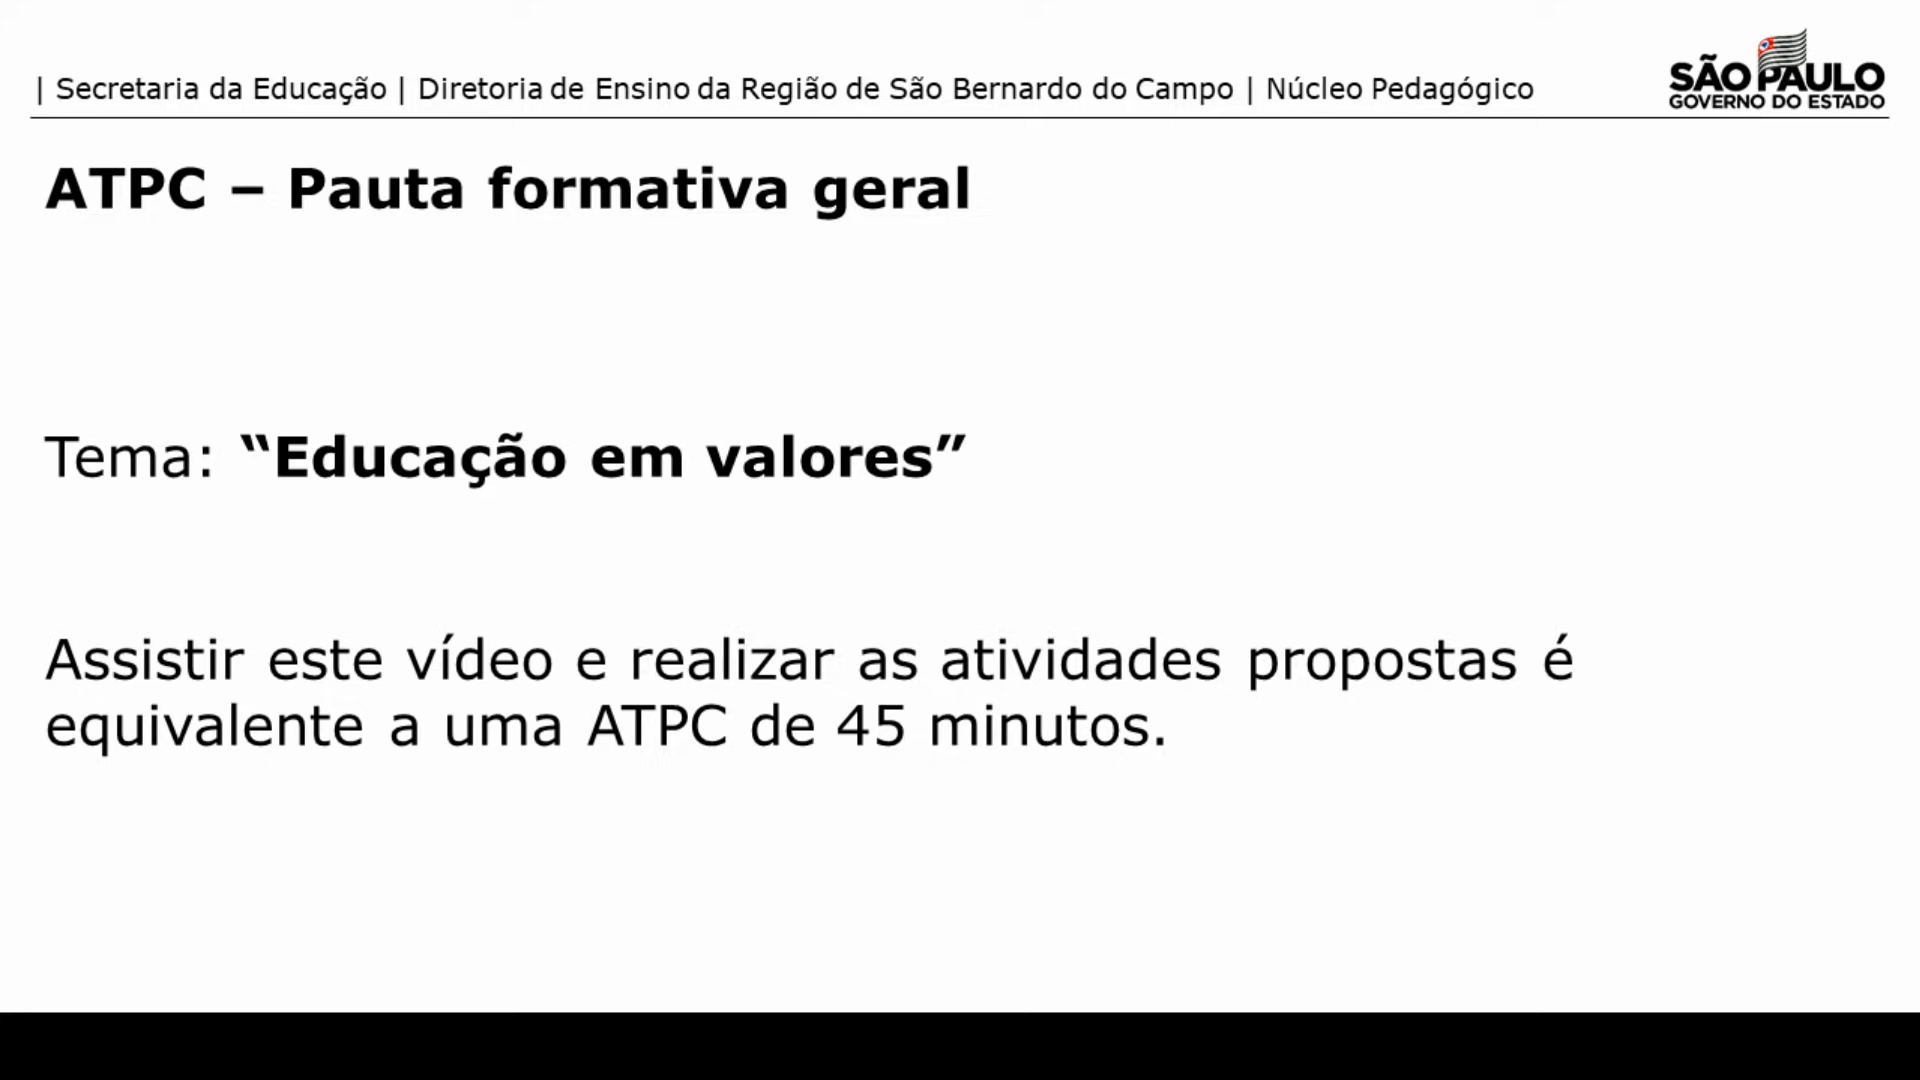 | Secretaria da Educação | Diretoria de Ensino da Região de São Bernardo do Campo | Núcleo Pedagógico
SÃO PAULO
GOVERNO DO ESTADO
ATPC – Pauta formativa geral
Tema: “Educação em valores”
Assistir este vídeo e realizar as atividades propostas é
equivalente a uma ATPC de 45 minutos.